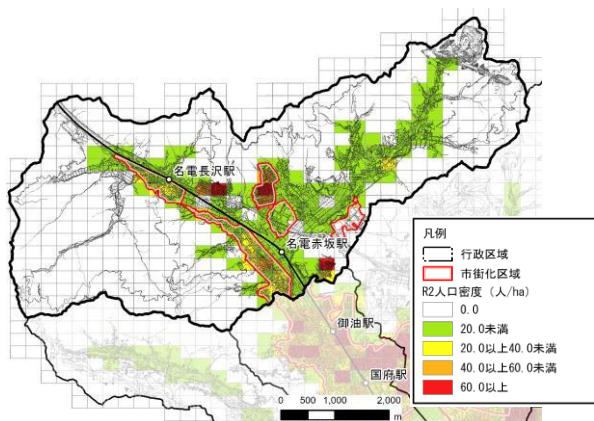 名電長沢駅
名電赤坂駅
御油駅
国府駅
凡例
行政区域
市街化区域
R2人口密度 (人/ha)
0.0
20.0未満
20.0以上40.0未満
40.0以上60.0未満
60.0以上
0 500 1,000 2,000
m